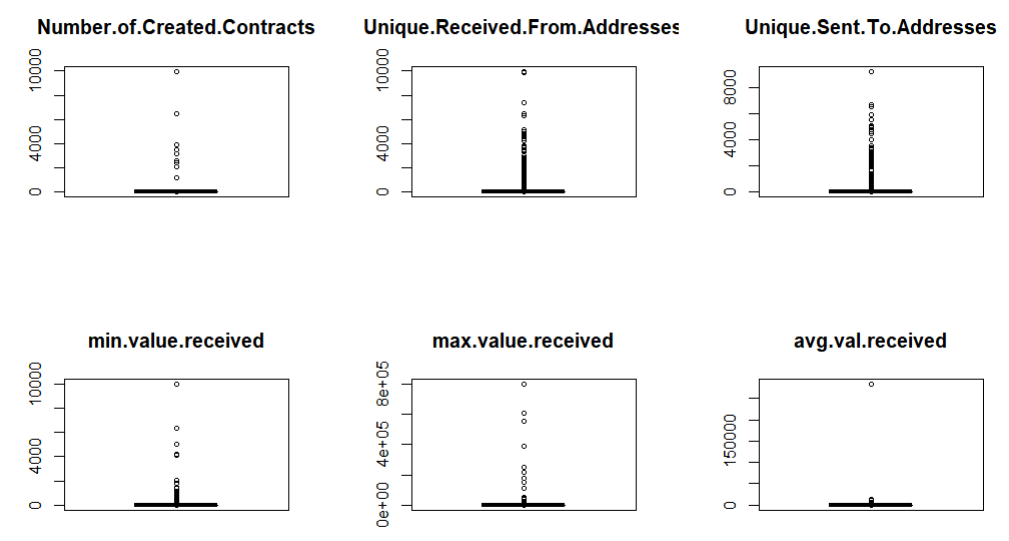 Number.of.Created.Contracts
10000
4000
0
Unique.Received.From.Addresses
10000
4000
0
Unique.Sent.To.Addresses
8000
4000
0
min.value.received
10000
4000
0
max.value.received
8e+05
4e+05
0e+00
avg.val.received
150000
0